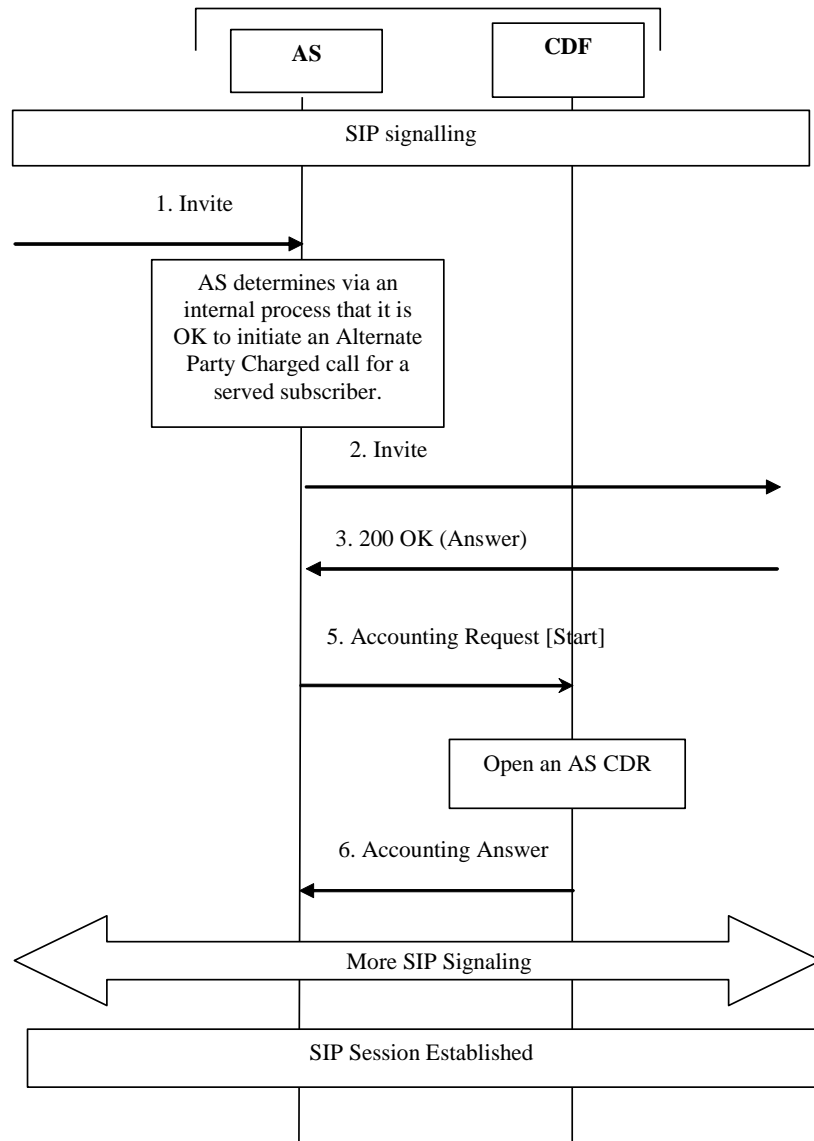 AS
CDF
SIP signalling
1. Invite
AS determines via an
internal process that it is
OK to initiate an Alternate
Party Charged call for a
served subscriber.
2. Invite
3. 200 OK (Answer)
5. Accounting Request [Start]
Open an AS CDR
6. Accounting Answer
More SIP Signaling
SIP Session Established